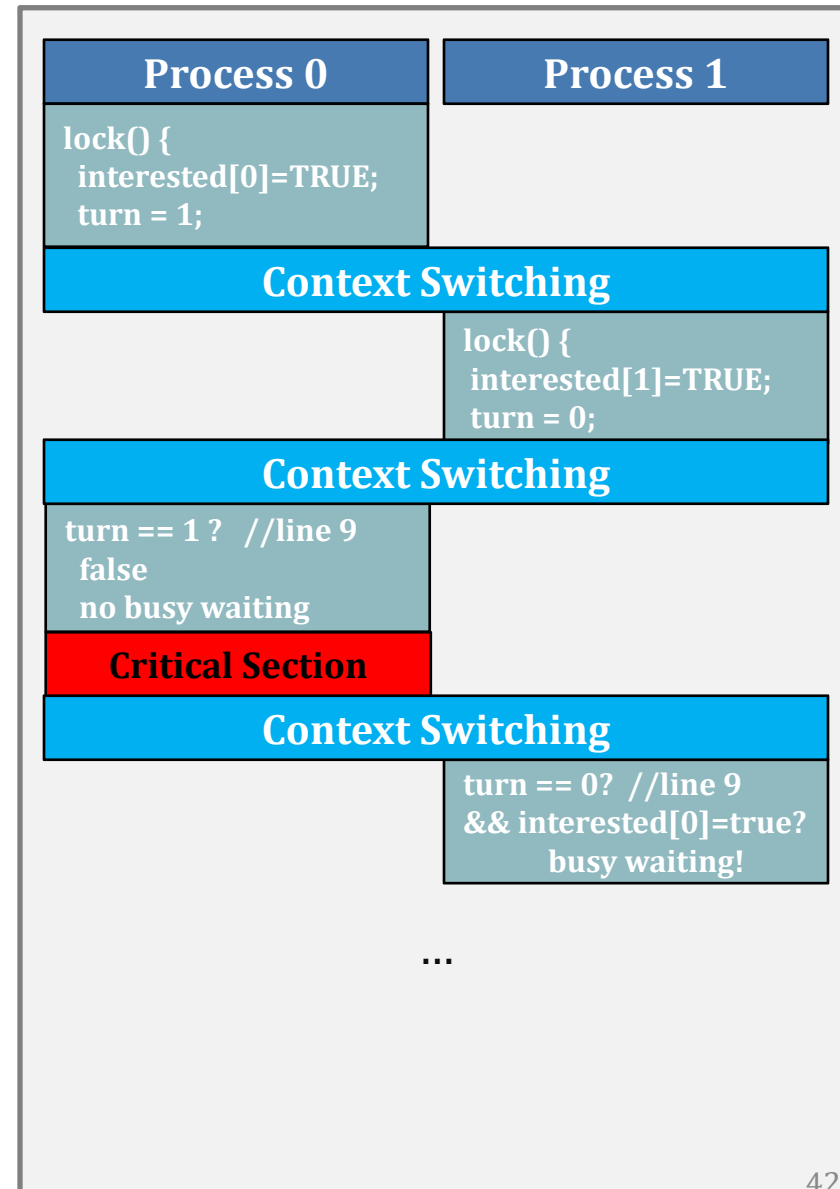 Process 0
Process 1
lock() {
interested[0]=TRUE;
turn = 1;
Context Switching
lock() {
interested[1]=TRUE;
turn = 0;
Context Switching
turn == 1 ? //line 9
false
no busy waiting
Critical Section
Context Switching
turn == 0? //line 9
&& interested[0]=true?
busy waiting!
...
42